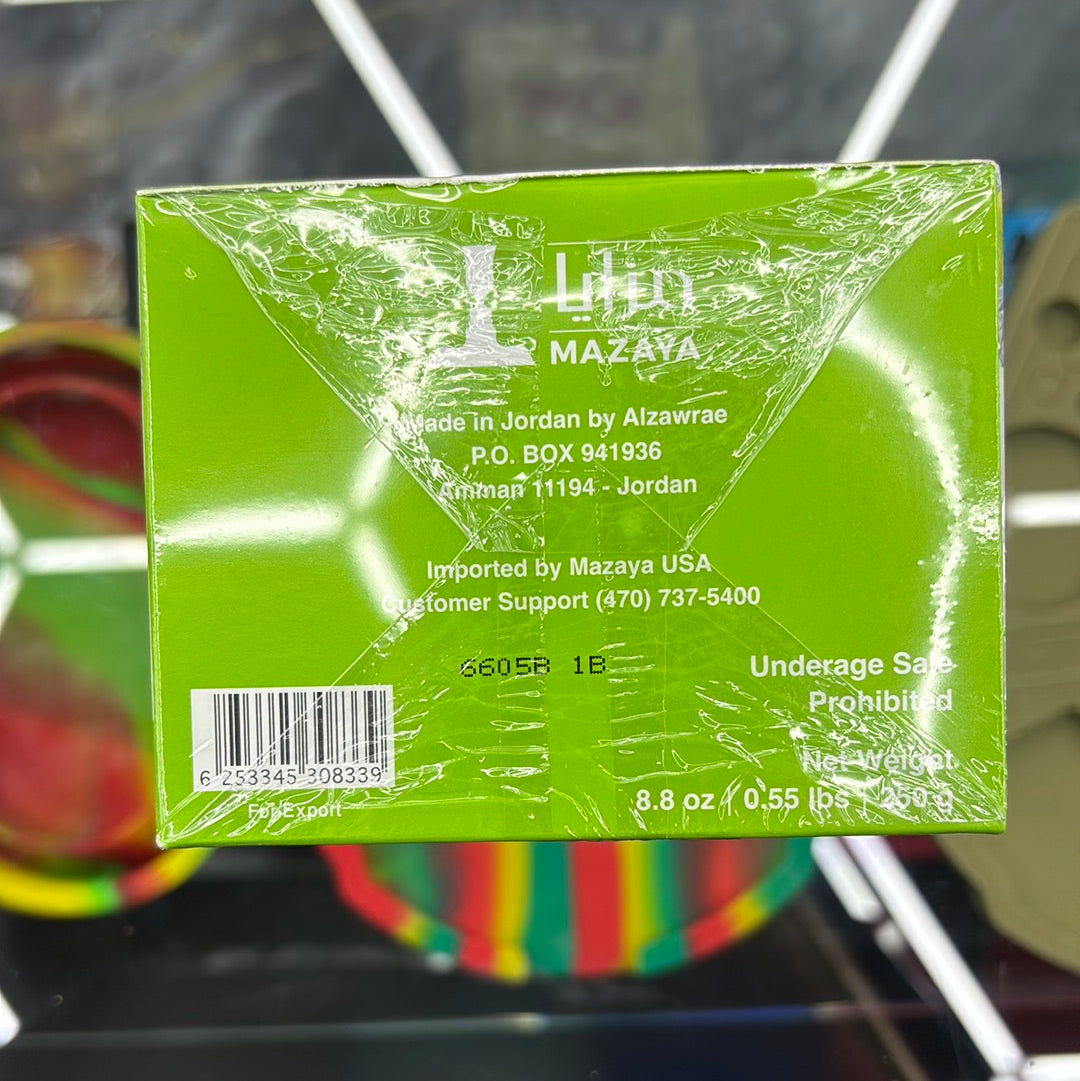 مزايا
MAZAYA
Made in Jordan by Alzawrae
P.O. BOX 941936
Amman 11194 - Jordan
Imported by Mazaya USA
Customer Support (470) 737-5400
6605B 1B
Underage Sale
Prohibited
6 253345 308339
For Export
Net Weight
8.8 oz | 0.55 lbs | 250 g